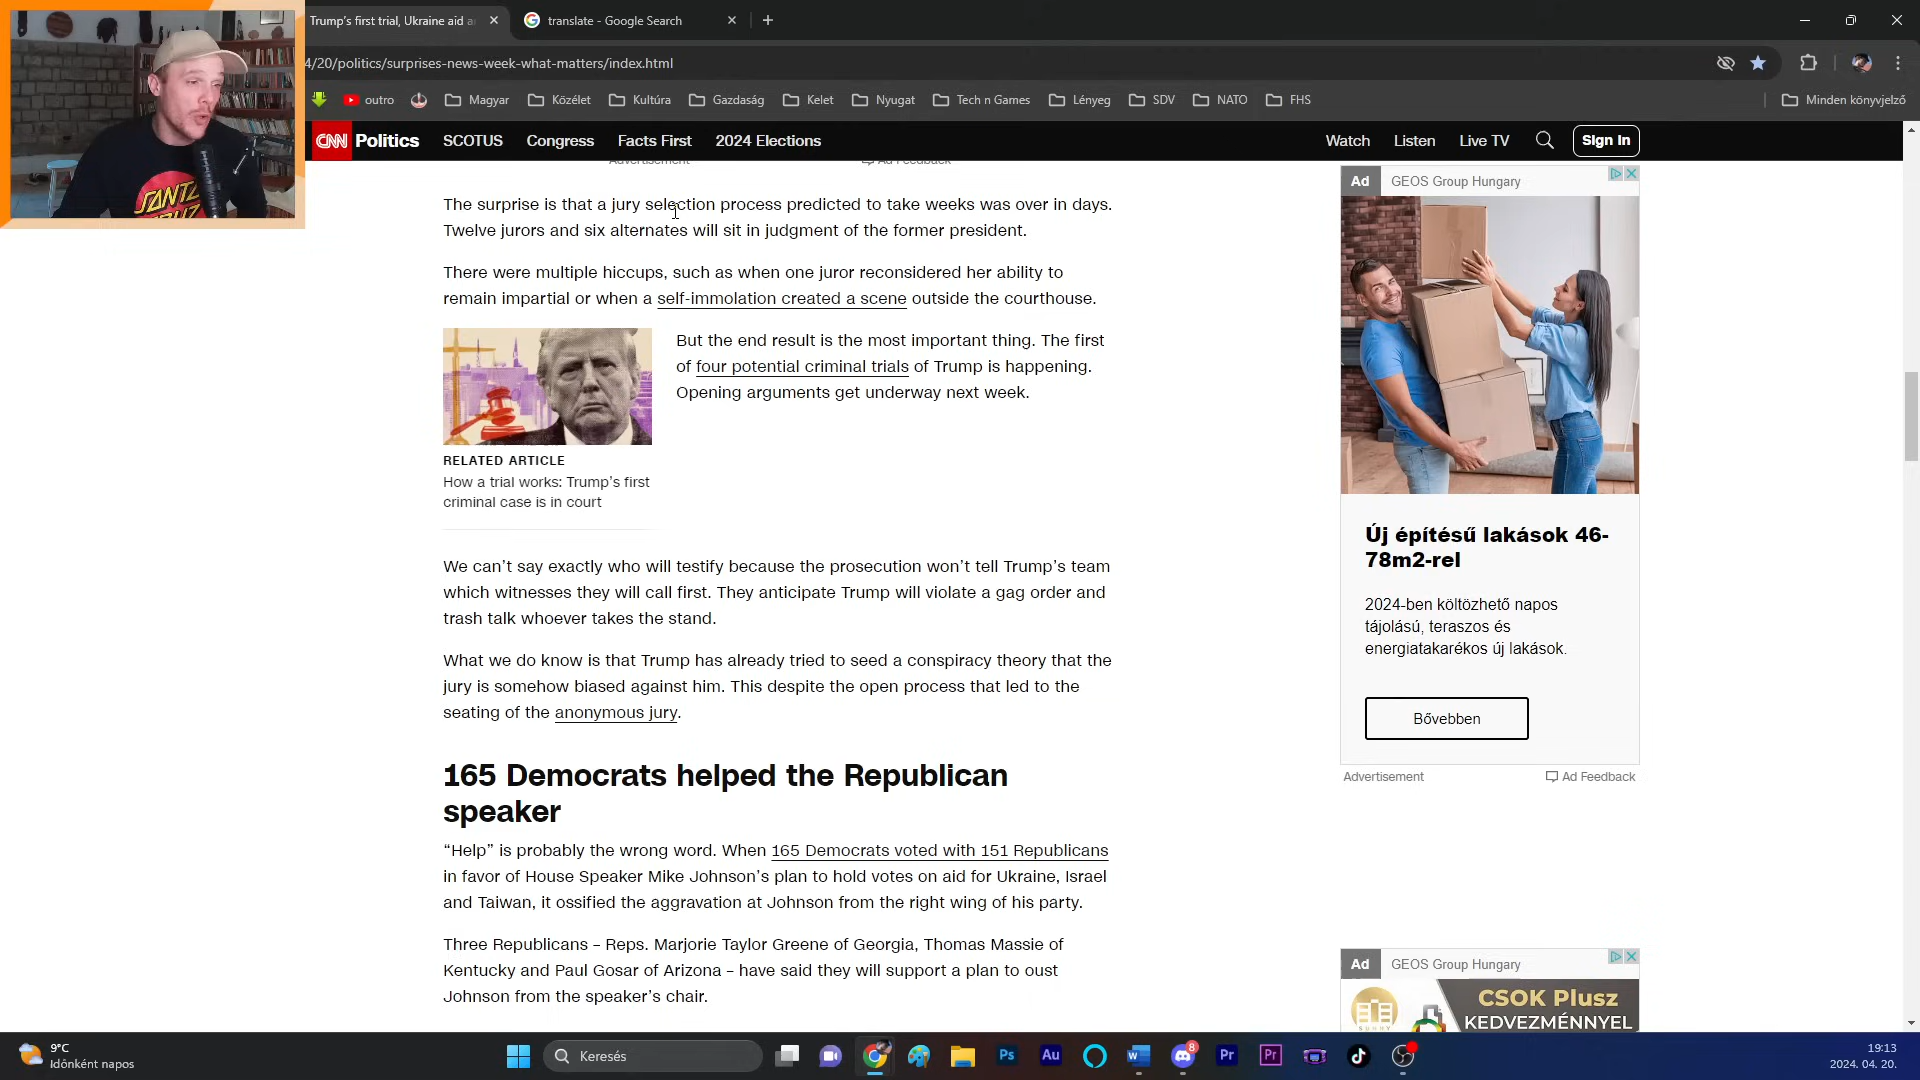 Trump's first trial, Ukraine aid a
translate - Google Search
4/20/politics/surprises-news-week-what-matters/index.html
outro
Magyar
Közélet
Kultúra
Gazdaság
Kelet
Nyugat
Tech n Games
Lényeg
SDV
NATO
FHS
Minden könyvjelző
CNN Politics
SCOTUS
Congress
Facts First
2024 Elections
Watch
Listen
Live TV
Sign in
Advertisement
Ad Feedback
The surprise is that a jury selection process predicted to take weeks was over in days.
Twelve jurors and six alternates will sit in judgment of the former president.
There were multiple hiccups, such as when one juror reconsidered her ability to
remain impartial or when a self-immolation created a scene outside the courthouse.
But the end result is the most important thing. The first
of four potential criminal trials of Trump is happening.
Opening arguments get underway next week.
RELATED ARTICLE
How a trial works: Trump's first
criminal case is in court
We can't say exactly who will testify because the prosecution won't tell Trump's team
which witnesses they will call first. They anticipate Trump will violate a gag order and
trash talk whoever takes the stand.
What we do know is that Trump has already tried to seed a conspiracy theory that the
jury is somehow biased against him. This despite the open process that led to the
seating of the anonymous jury.
165 Democrats helped the Republican
speaker
“Help” is probably the wrong word. When 165 Democrats voted with 151 Republicans
in favor of House Speaker Mike Johnson's plan to hold votes on aid for Ukraine, Israel
and Taiwan, it ossified the aggravation at Johnson from the right wing of his party.
Three Republicans – Reps. Marjorie Taylor Greene of Georgia, Thomas Massie of
Kentucky and Paul Gosar of Arizona – have said they will support a plan to oust
Johnson from the speaker's chair.
Ad
GEOS Group Hungary
Új építésű lakások 46-
78m2-rel
2024-ben költözhető napos
tájolású, teraszos és
energiatakarékos új lakások.
Bővebben
Advertisement
Ad Feedback
Ad
GEOS Group Hungary
CSOK Plusz
KEDVEZMÉNNYEL
SANTA
CRUZ
9°C
Időnként napos
Keresés
Ps
Au
W
8
Pr
Pr
19:13
2024. 04. 20.